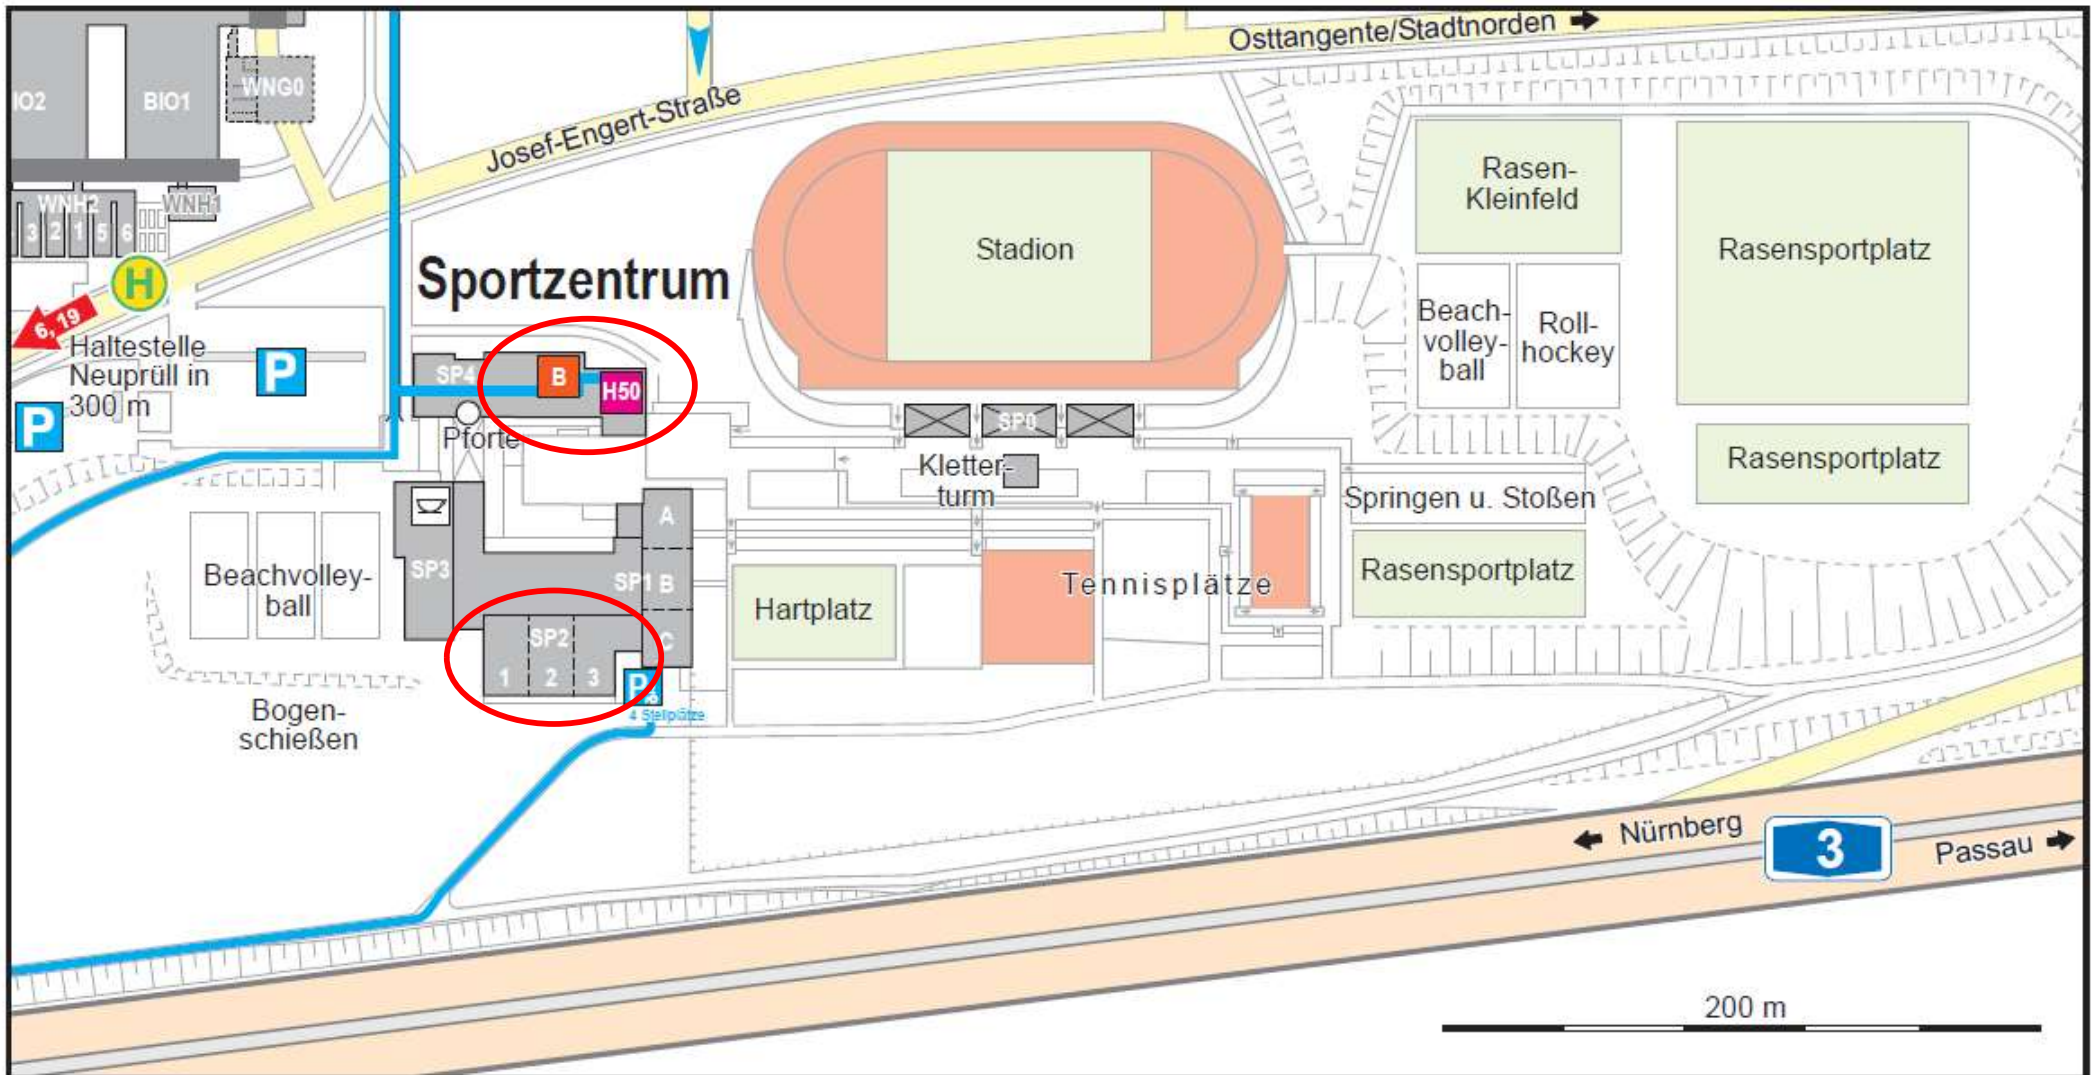 Osttangente/Stadtnorden
Josef-Engert-Straße
IO2
BIO1
WNG0
WNH2
WNH1
3 2 1 5 6
H
6, 19
Haltestelle
Neuprüll in
300 m
P
P
Sportzentrum
SP4
B
H50
Pforte
Stadion
SP0
Kletter-
turm
Rasen-
Kleinfeld
Rasensportplatz
Beach-
volley-
ball
Roll-
hockey
Rasensportplatz
Springen u. Stoßen
Rasensportplatz
Tennisplätze
Hartplatz
A
SP1 B
C
SP3
SP2
1 2 3
P
4 Stellplätze
Beachvolley-
ball
Bogen-
schießen
Nürnberg
3
Passau
200 m